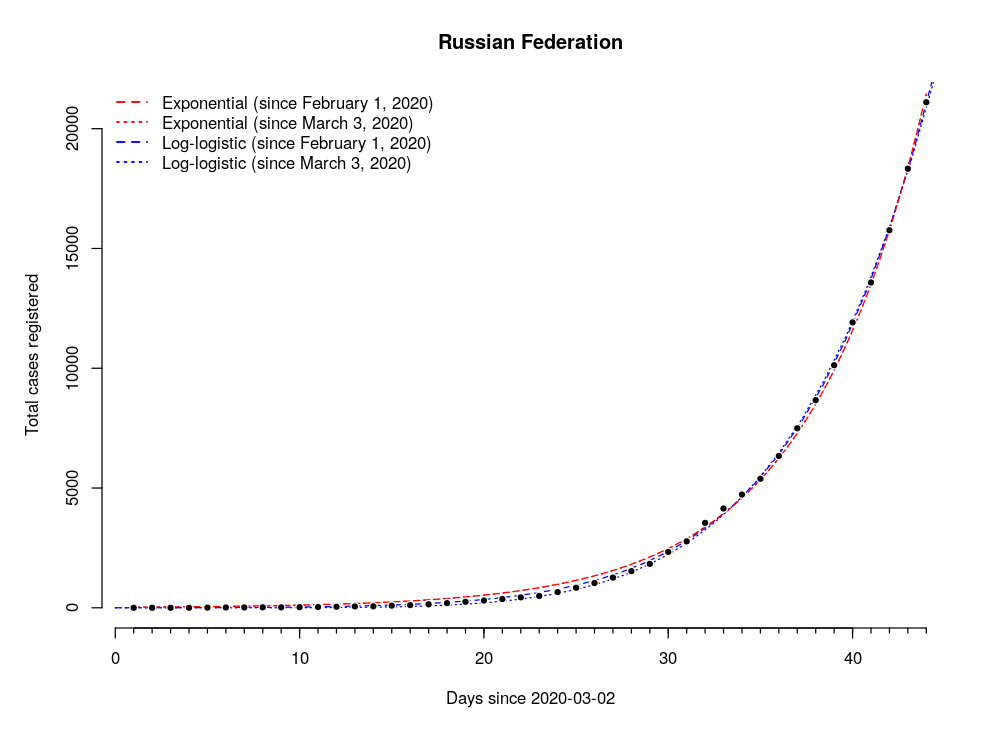 Russian Federation
Exponential (since February 1, 2020)
Exponential (since March 3, 2020)
Log-logistic (since February 1, 2020)
Log-logistic (since March 3, 2020)
Total cases registered
20000
15000
10000
5000
0
0 10 20 30 40
Days since 2020-03-02